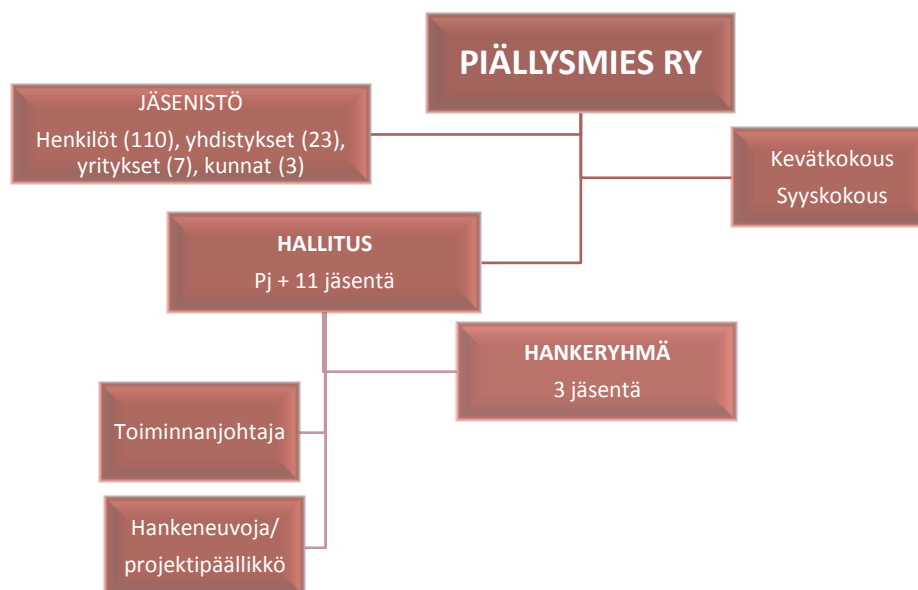 PIÄLLYSMIES RY
JÄSENISTÖ
Henkilöt (110), yhdistykset (23),
yritykset (7), kunnat (3)
Kevätkokous
Syyskokous
HALLITUS
Pj + 11 jäsentä
HANKERYHMÄ
3 jäsentä
Toiminnanjohtaja
Hankeneuvoja/
projektipäällikkö